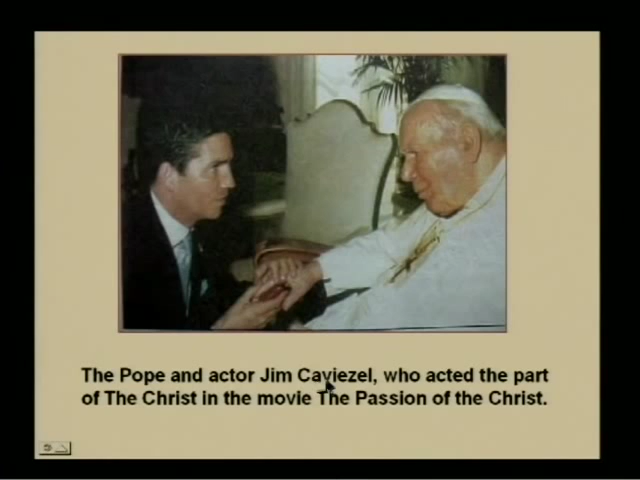 The Pope and actor Jim Caviezel, who acted the part
of The Christ in the movie The Passion of the Christ.